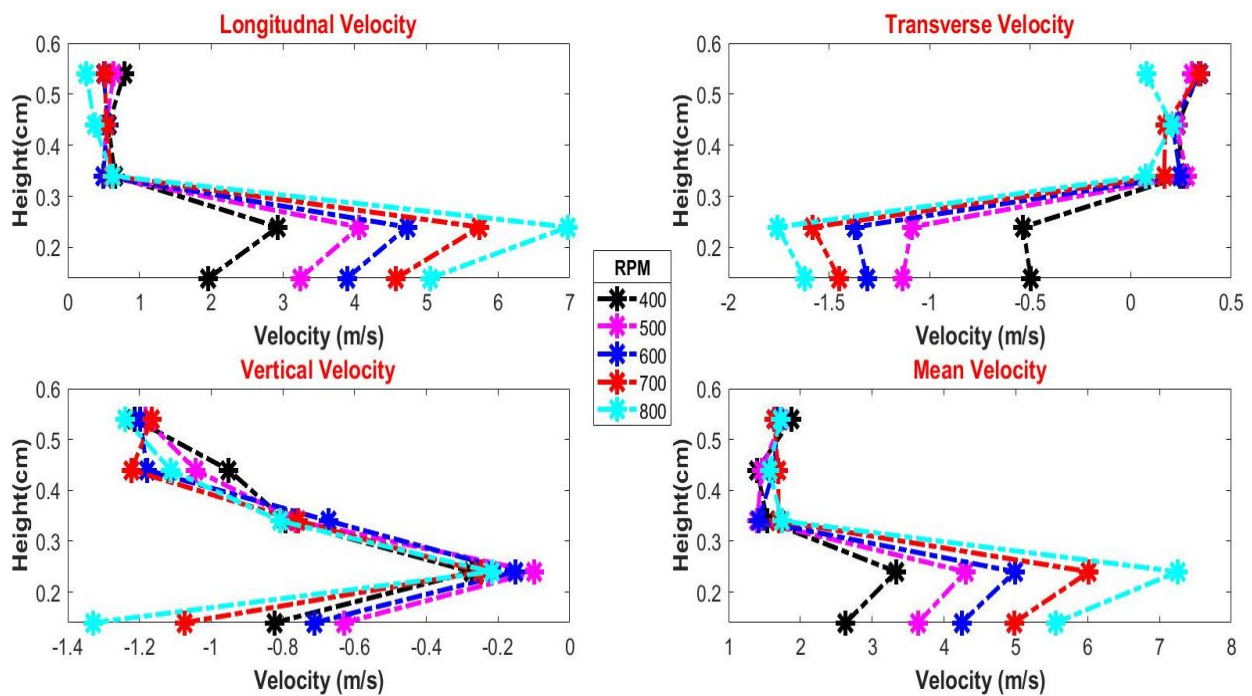 Longitudnal Velocity
Transverse Velocity
Height(cm)
0.6
0.5
0.4
0.3
0.2
0 1 2 3 4 5 6 7
Velocity (m/s)
Height(cm)
0.6
0.5
0.4
0.3
0.2
-2 -1.5 -1 -0.5 0 0.5
Velocity (m/s)
RPM
400
500
600
700
800
Vertical Velocity
Mean Velocity
Height(cm)
0.6
0.5
0.4
0.3
0.2
-1.4 -1.2 -1 -0.8 -0.6 -0.4 -0.2 0
Velocity (m/s)
Height(cm)
0.6
0.5
0.4
0.3
0.2
1 2 3 4 5 6 7 8
Velocity (m/s)